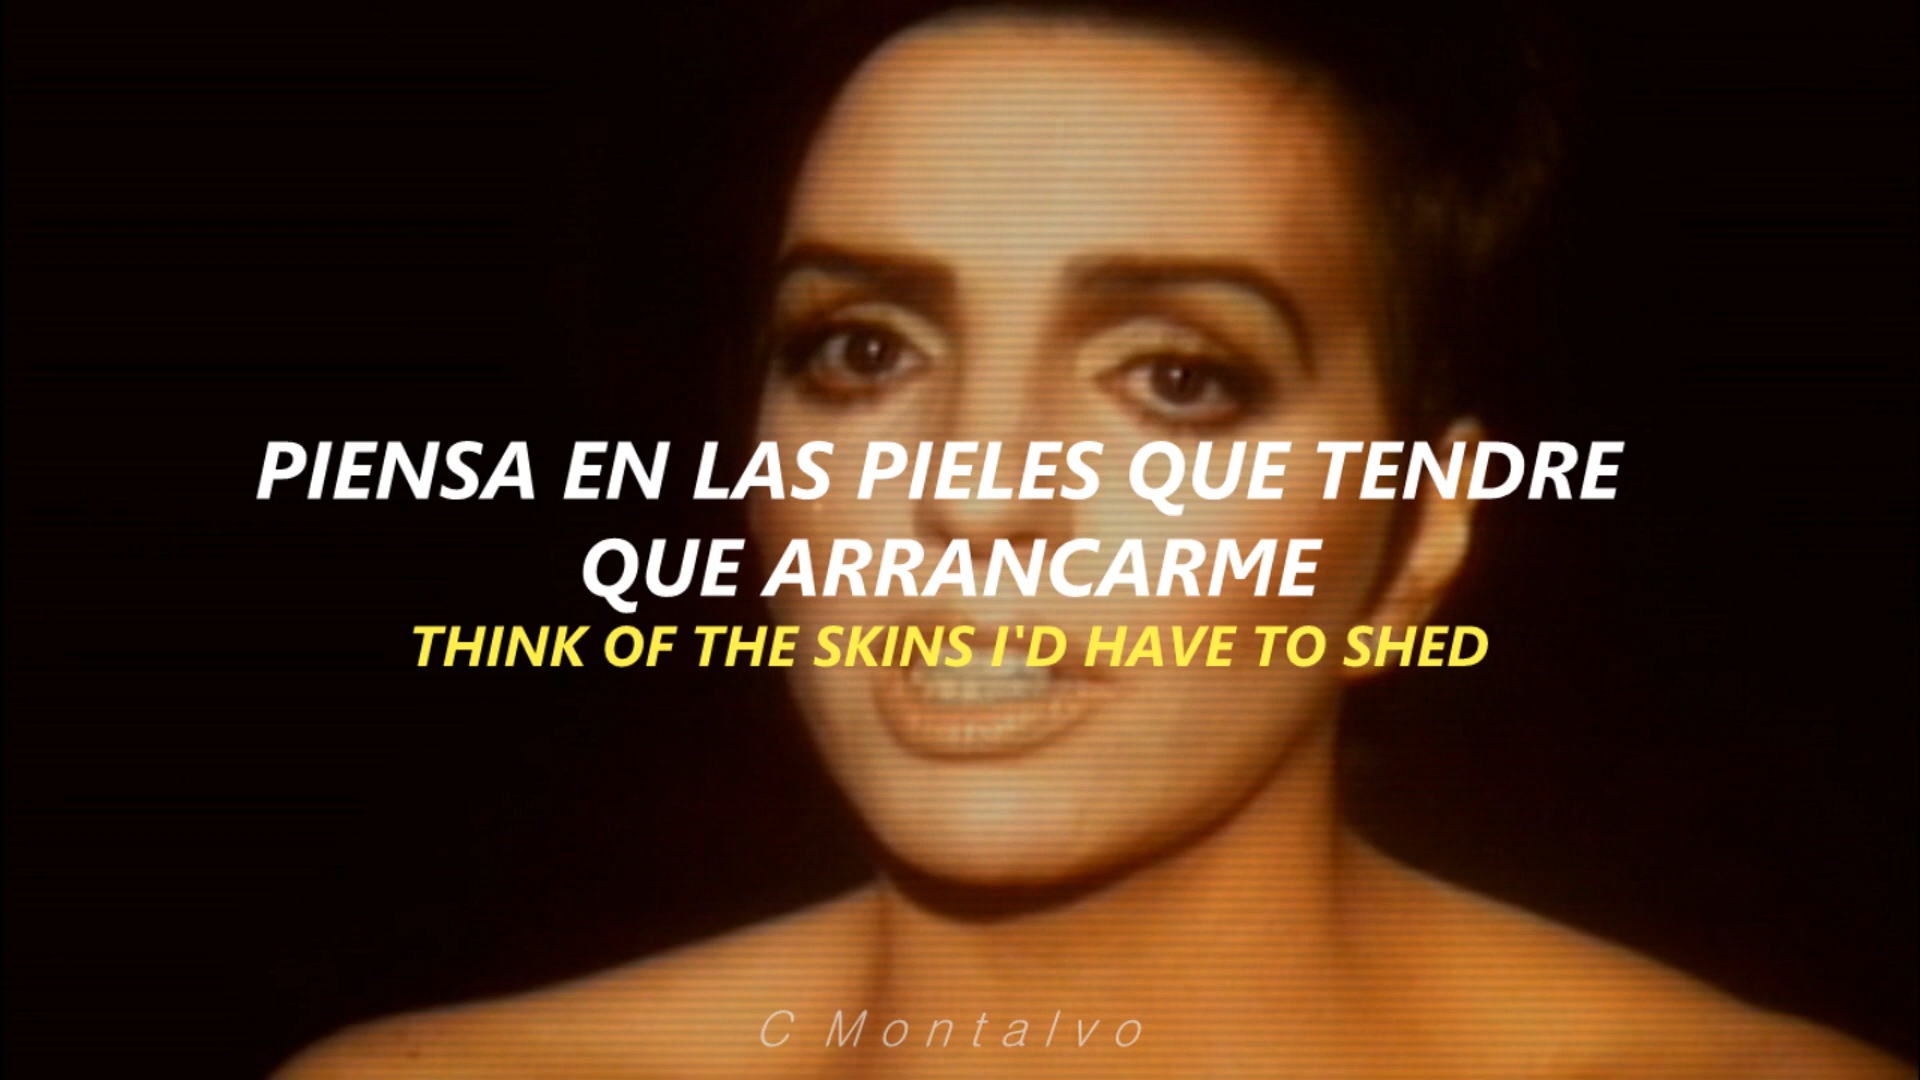 PIENSA EN LAS PIELES QUE TENDRE
QUE ARRANCARME
THINK OF THE SKINS I'D HAVE TO SHED
C Montalvo